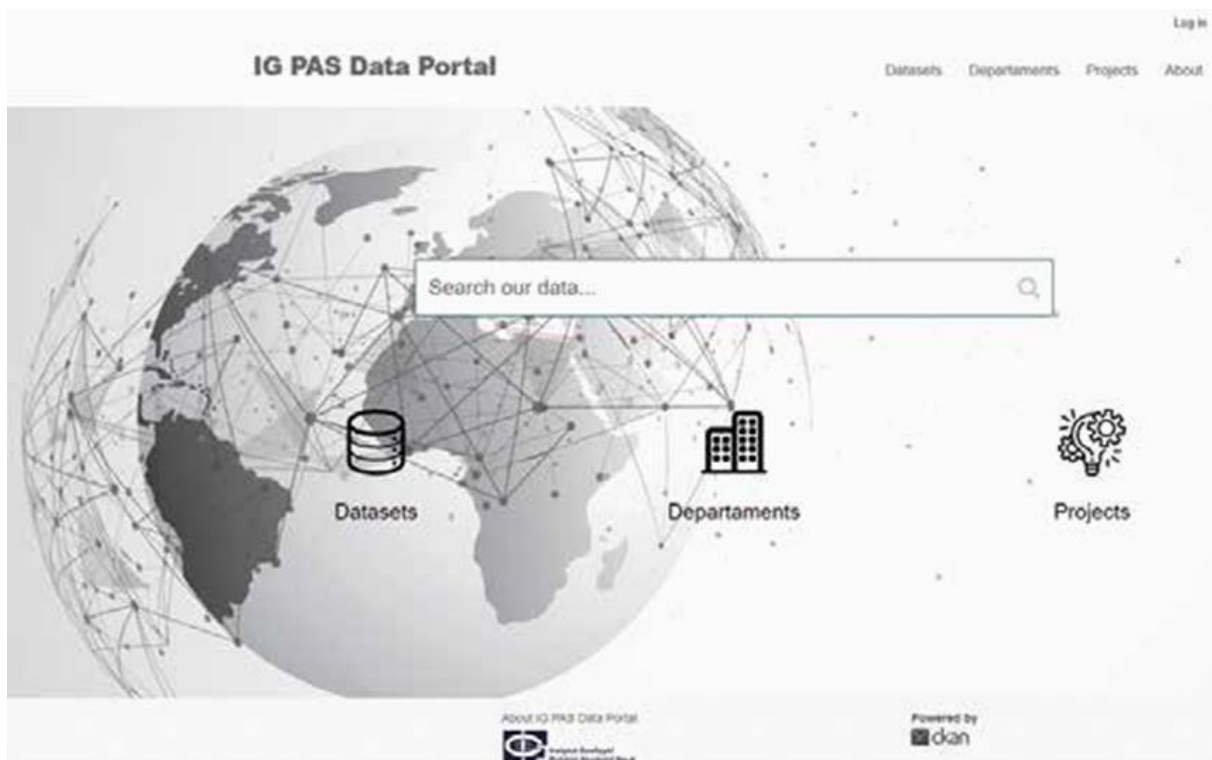 Log in
IG PAS Data Portal
Datasets Departaments Projects About
Search our data...
Datasets Departaments Projects
About IG PAS Data Portal
Powered by
ckan